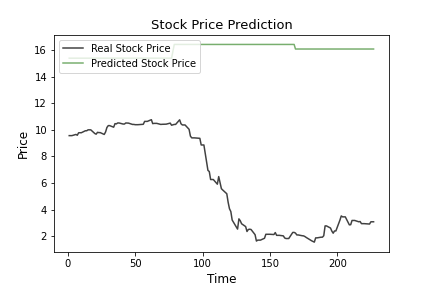 Stock Price Prediction
Real Stock Price
Predicted Stock Price
Price
16
14
12
10
8
6
4
2
0 50 100 150 200
Time